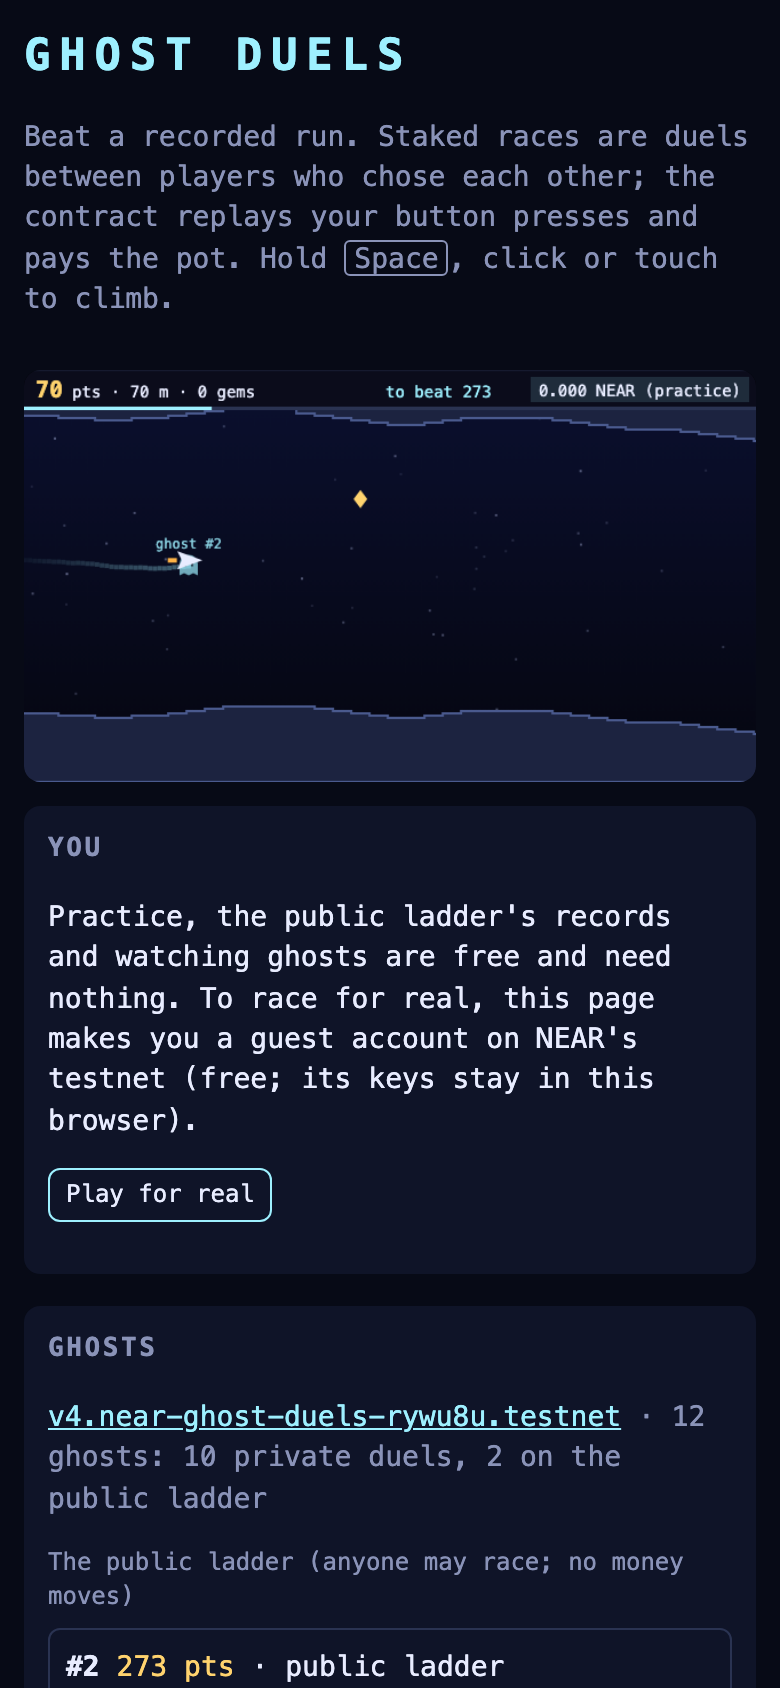 GHOST DUELS
Beat a recorded run. Staked races are duels
between players who chose each other; the
contract replays your button presses and
pays the pot. Hold Space, click or touch
to climb.
70 pts · 70 m · 0 gems to beat 273 0.000 NEAR (practice)
ghost #2
YOU
Practice, the public ladder's records
and watching ghosts are free and need
nothing. To race for real, this page
makes you a guest account on NEAR's
testnet (free; its keys stay in this
browser).
Play for real
GHOSTS
v4.near-ghost-duels-rywu8u.testnet · 12
ghosts: 10 private duels, 2 on the
public ladder
The public ladder (anyone may race; no money
moves)
#2 273 pts · public ladder